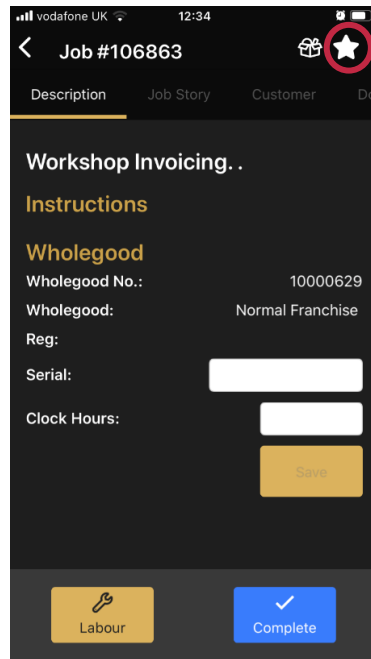 vodafone UK 12:34
Job #106863
Description Job Story Customer
Workshop Invoicing. .
Instructions
Wholegood
Wholegood No.: 10000629
Wholegood: Normal Franchise
Reg:
Serial:
Clock Hours:
Save
Labour Complete